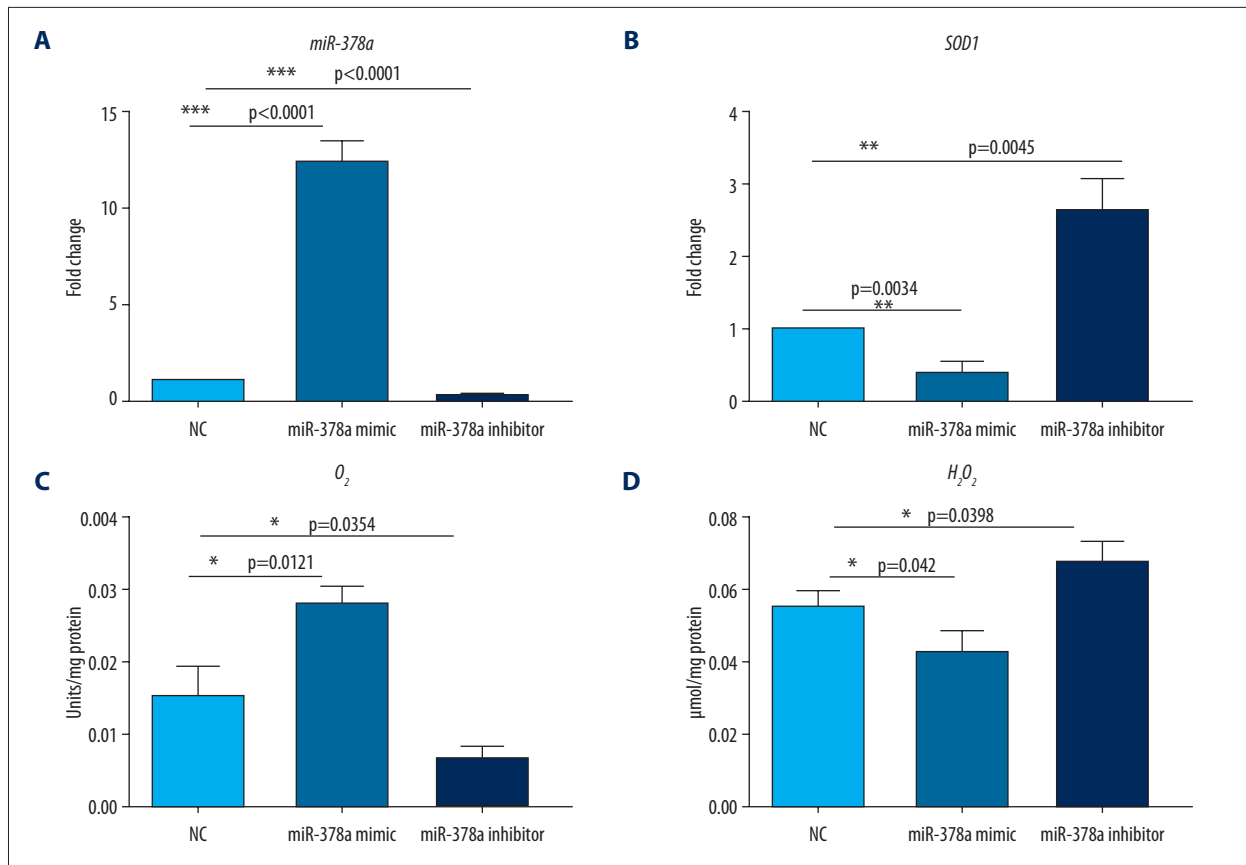 A
miR-378a
*** p<0.0001
*** p<0.0001
Fold change
15
10
5
0
NC miR-378a mimic miR-378a inhibitor
B
SOD1
** p=0.0045
p=0.0034
**
Fold change
4
3
2
1
0
NC miR-378a mimic miR-378a inhibitor
C
O2
* p=0.0354
* p=0.0121
Units/mg protein
0.004
0.03
0.02
0.01
0.00
NC miR-378a mimic miR-378a inhibitor
D
H2O2
* p=0.0398
* p=0.042
µmol/mg protein
0.08
0.06
0.04
0.02
0.00
NC miR-378a mimic miR-378a inhibitor